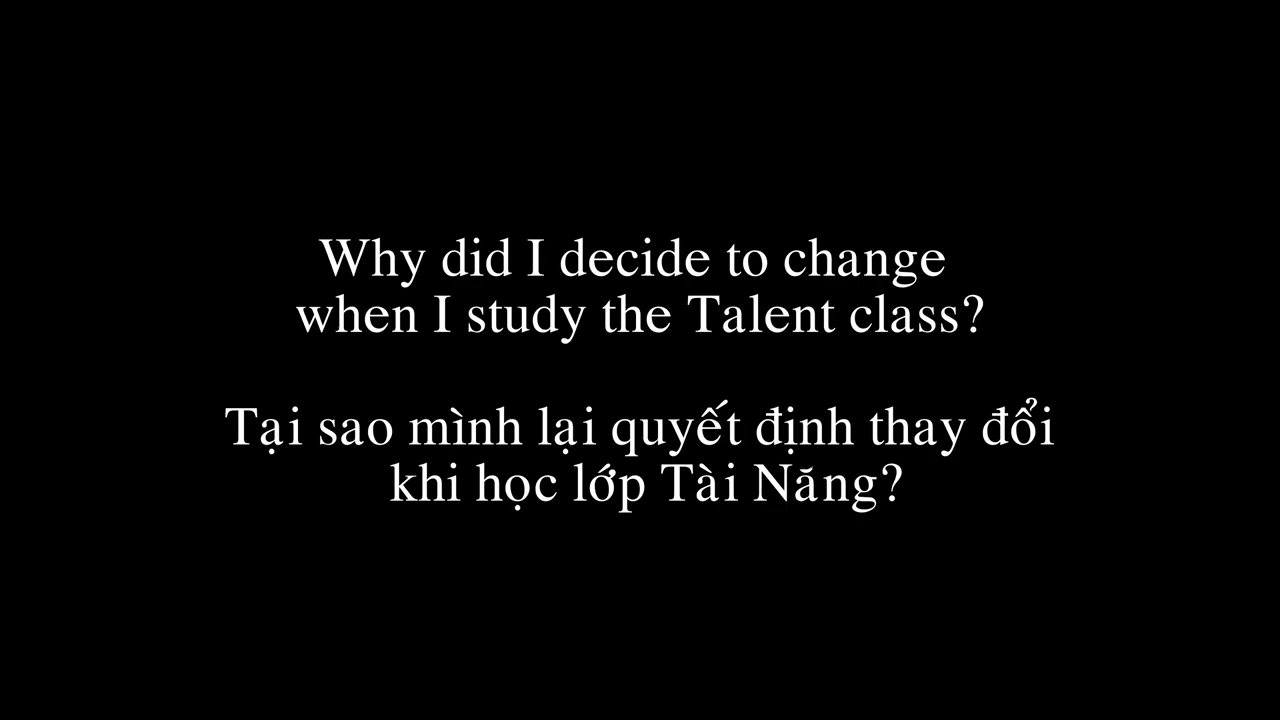 Why did I decide to change
when I study the Talent class?
Tại sao mình lại quyết định thay đổi
khi học lớp Tài Năng?